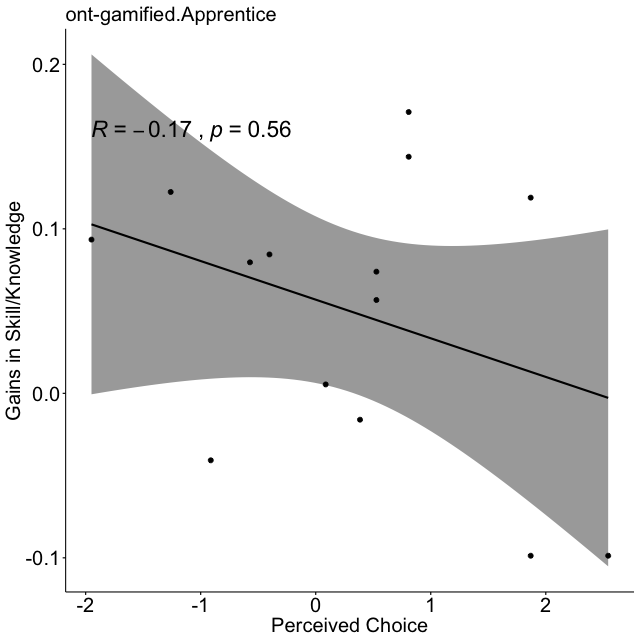 ont-gamified.Apprentice
R = −0.17 , p = 0.56
Gains in Skill/Knowledge
0.2
0.1
0.0
-0.1
-2 -1 0 1 2
Perceived Choice